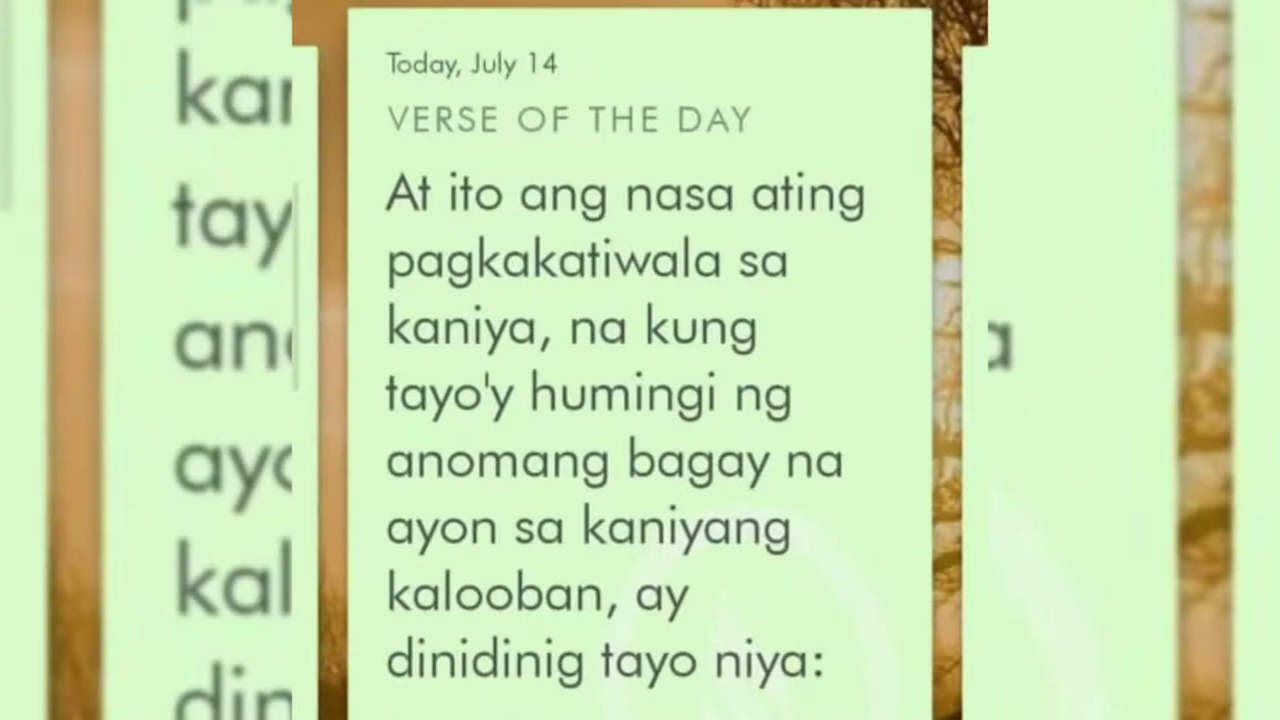 Today, July 14
VERSE OF THE DAY
At ito ang nasa ating
pagkakatiwala sa
kaniya, na kung
tayo'y humingi ng
anomang bagay na
ayon sa kaniyang
kalooban, ay
dinidinig tayo niya: